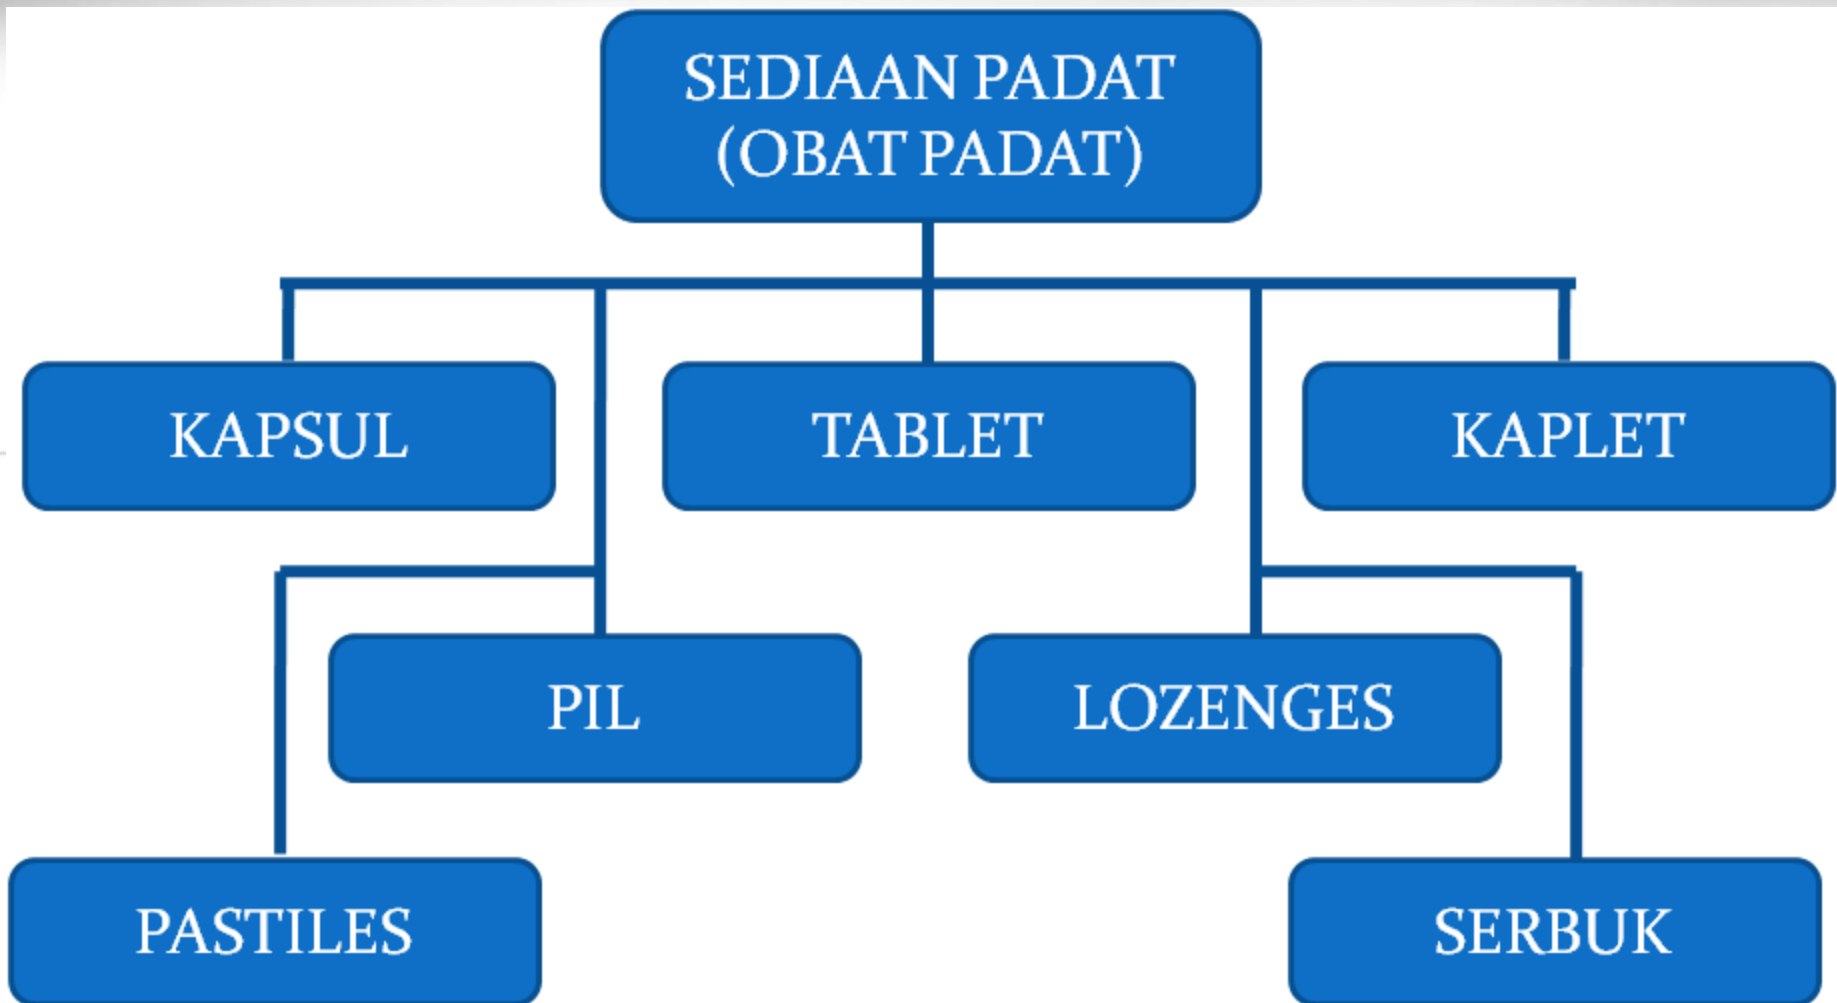 SEDIAAN PADAT
(OBAT PADAT)
KAPSUL
TABLET
KAPLET
PIL
LOZENGES
PASTILES
SERBUK